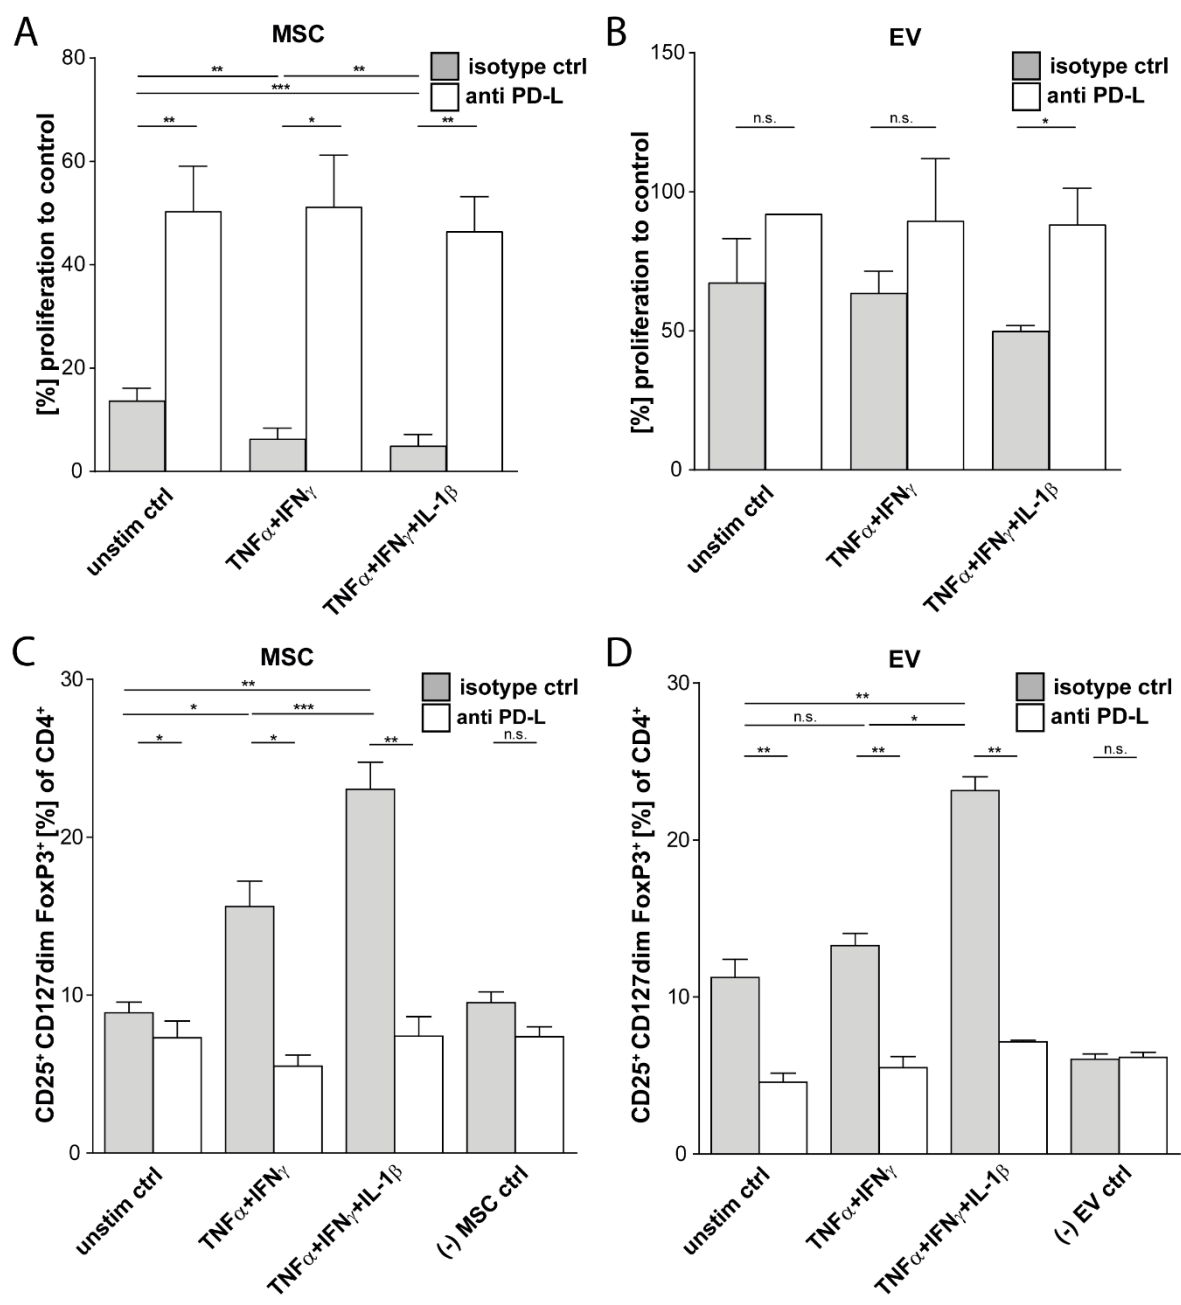 A
MSC
isotype ctrl
anti PD-L
[%] proliferation to control
80
60
40
20
0
**
**
***
**
*
**
unstim ctrl
TNFα+IFNγ
TNFα+IFNγ+IL-1β
B
EV
isotype ctrl
anti PD-L
[%] proliferation to control
150
100
50
0
n.s.
n.s.
*
unstim ctrl
TNFα+IFNγ
TNFα+IFNγ+IL-1β
C
MSC
isotype ctrl
anti PD-L
CD25⁺ CD127dim FoxP3⁺ [%] of CD4⁺
30
20
10
0
**
*
***
*
*
**
n.s.
unstim ctrl
TNFα+IFNγ
TNFα+IFNγ+IL-1β
(-) MSC ctrl
D
EV
isotype ctrl
anti PD-L
CD25⁺ CD127dim FoxP3⁺ [%] of CD4⁺
30
20
10
0
**
n.s.
*
**
**
**
n.s.
unstim ctrl
TNFα+IFNγ
TNFα+IFNγ+IL-1β
(-) EV ctrl